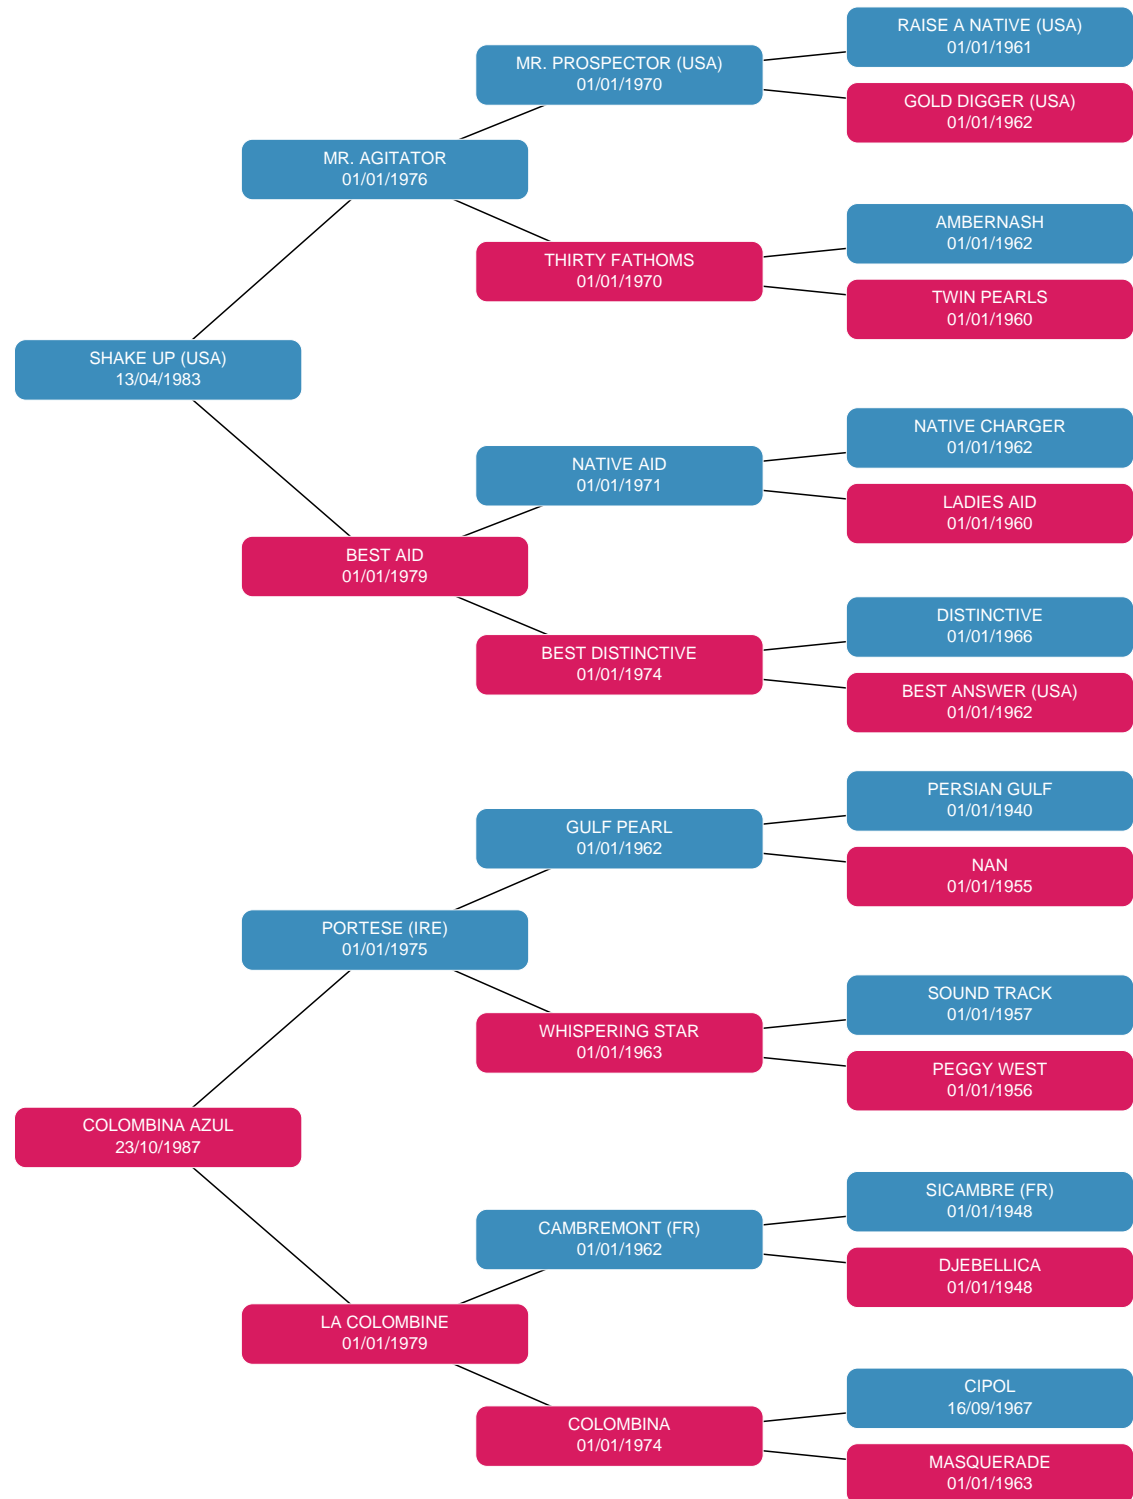 RAISE A NATIVE (USA)
01/01/1961
MR. PROSPECTOR (USA)
01/01/1970
GOLD DIGGER (USA)
01/01/1962
MR. AGITATOR
01/01/1976
AMBERNASH
01/01/1962
THIRTY FATHOMS
01/01/1970
TWIN PEARLS
01/01/1960
SHAKE UP (USA)
13/04/1983
NATIVE CHARGER
01/01/1962
NATIVE AID
01/01/1971
LADIES AID
01/01/1960
BEST AID
01/01/1979
DISTINCTIVE
01/01/1966
BEST DISTINCTIVE
01/01/1974
BEST ANSWER (USA)
01/01/1962
PERSIAN GULF
01/01/1940
GULF PEARL
01/01/1962
NAN
01/01/1955
PORTESE (IRE)
01/01/1975
SOUND TRACK
01/01/1957
WHISPERING STAR
01/01/1963
PEGGY WEST
01/01/1956
COLOMBINA AZUL
23/10/1987
SICAMBRE (FR)
01/01/1948
CAMBREMONT (FR)
01/01/1962
DJEBELLICA
01/01/1948
LA COLOMBINE
01/01/1979
CIPOL
16/09/1967
COLOMBINA
01/01/1974
MASQUERADE
01/01/1963